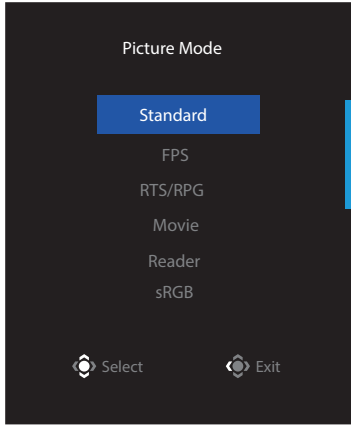 Picture Mode
Standard
FPS
RTS/RPG
Movie
Reader
sRGB
Select Exit